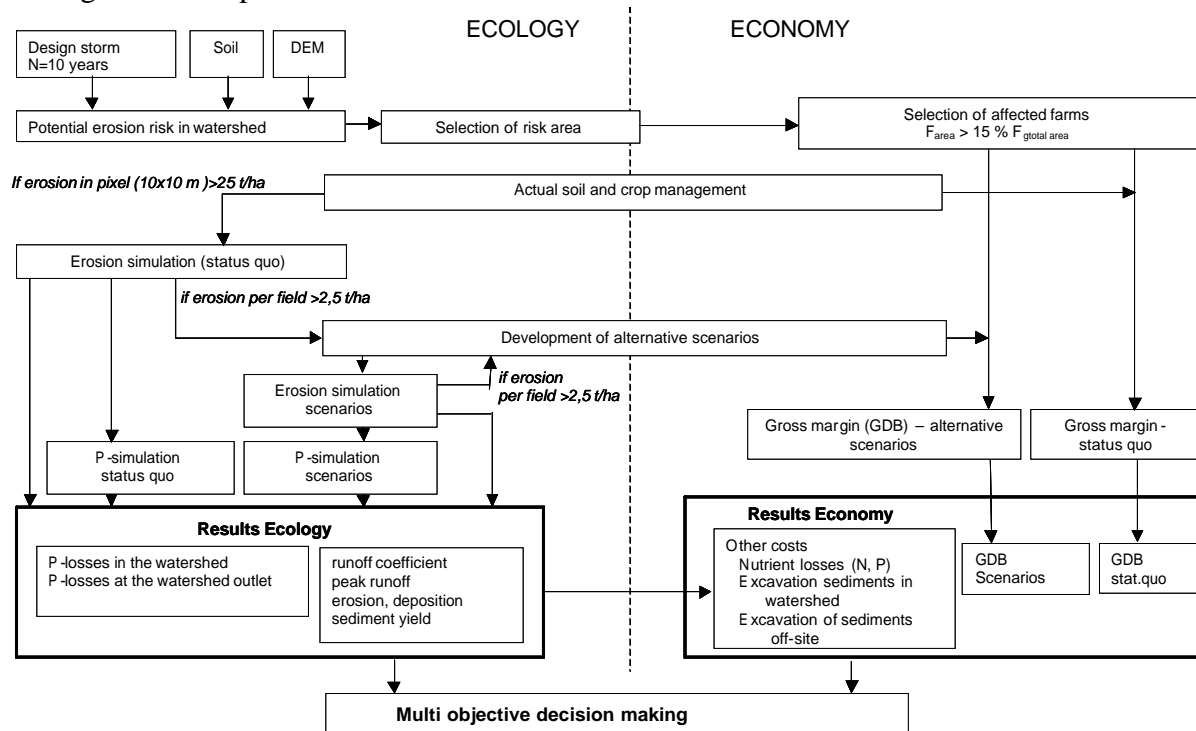 ECOLOGY
ECONOMY
Design storm
N=10 years
Soil
DEM
Potential erosion risk in watershed
Selection of risk area
Selection of affected farms
Farea > 15 % Fgtotal area
If erosion in pixel (10x10 m )>25 t/ha
Actual soil and crop management
Erosion simulation (status quo)
if erosion per field >2,5 t/ha
Development of alternative scenarios
Erosion simulation
scenarios
if erosion
per field >2,5 t/ha
Gross margin (GDB) – alternative
scenarios
Gross margin -
status quo
P-simulation
status quo
P-simulation
scenarios
Results Ecology
P-losses in the watershed
P-losses at the watershed outlet
runoff coefficient
peak runoff
erosion, deposition
sediment yield
Results Economy
Other costs
Nutrient losses (N, P)
Excavation sediments in
watershed
Excavation of sediments
off-site
GDB
Scenarios
GDB
stat.quo
Multi objective decision making